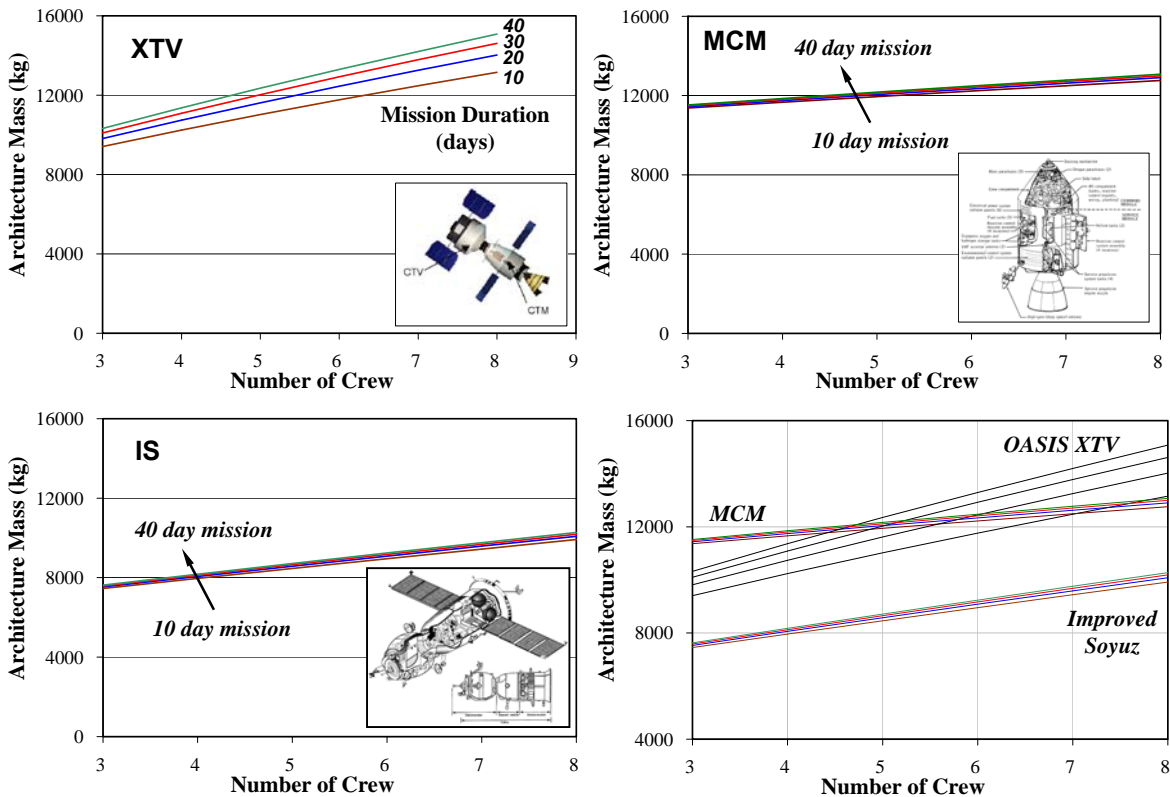 16000
12000
8000
4000
0
Architecture Mass (kg)
XTV
40
30
20
10
Mission Duration
(days)
CTV
CTM
3 4 5 6 7 8 9
Number of Crew
16000
12000
8000
4000
0
Architecture Mass (kg)
MCM
40 day mission
10 day mission
3 4 5 6 7 8
Number of Crew
16000
12000
8000
4000
0
Architecture Mass (kg)
IS
40 day mission
10 day mission
3 4 5 6 7 8
Number of Crew
16000
12000
8000
4000
Architecture Mass (kg)
OASIS XTV
MCM
Improved
Soyuz
3 4 5 6 7 8
Number of Crew